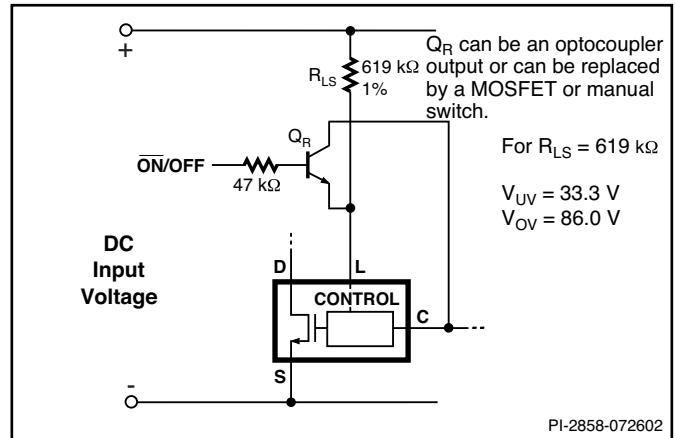 +
R_LS
619 kΩ
1%
Q_R can be an optocoupler
output or can be replaced
by a MOSFET or manual
switch.
Q_R
For R_LS = 619 kΩ
O̅N̅/OFF
47 kΩ
V_UV = 33.3 V
V_OV = 86.0 V
DC
Input
Voltage
D
L
CONTROL
C
S
-
PI-2858-072602